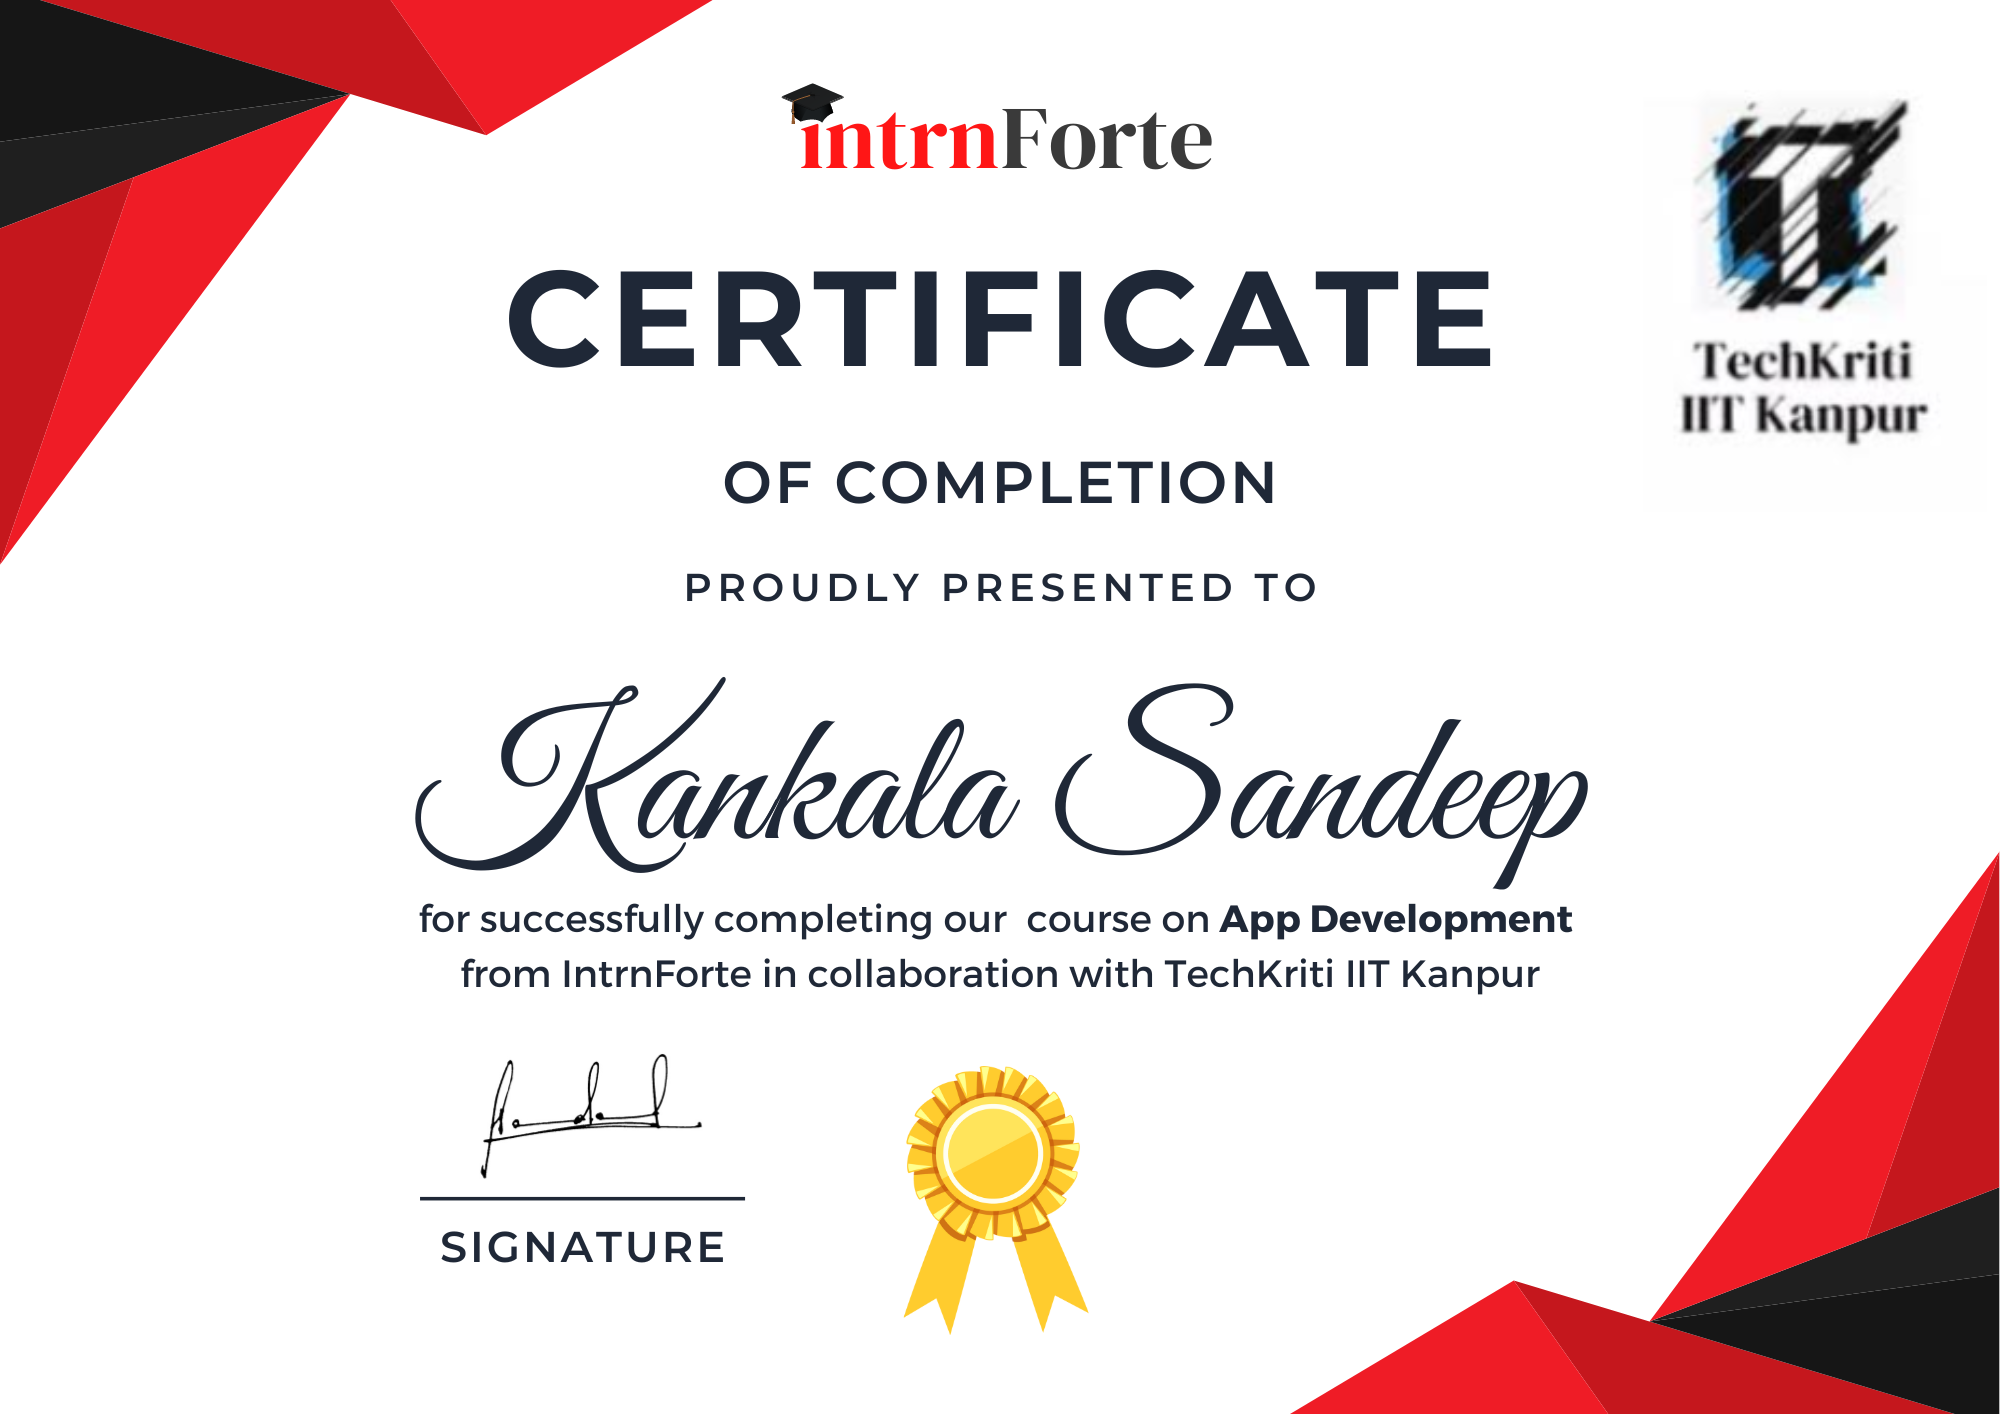 intrnForte
TechKriti
IIT Kanpur
CERTIFICATE
OF COMPLETION
PROUDLY PRESENTED TO
Kankala Sandeep
for successfully completing our course on App Development
from IntrnForte in collaboration with TechKriti IIT Kanpur
SIGNATURE